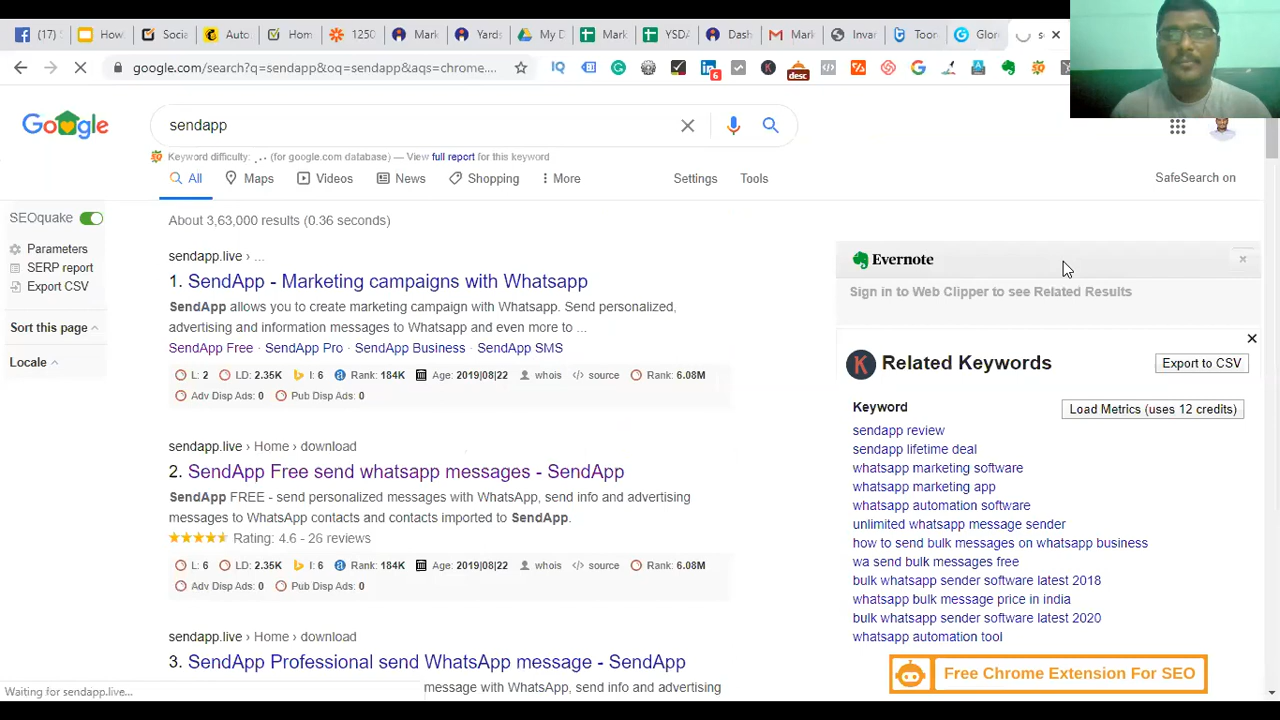 (17)
How
Socia
Auto
Hom
1250
Mark
Yards
My D
Mark
YSDA
Dash
Mark
Invar
Toor
Glor
google.com/search?q=sendapp&oq=sendapp&aqs=chrome....
6
desc
Google
sendapp
Keyword difficulty: ... (for google.com database) — View full report for this keyword
All Maps Videos News Shopping More Settings Tools
SafeSearch on
SEOquake
Parameters
SERP report
Export CSV
Sort this page
Locale
About 3,63,000 results (0.36 seconds)
sendapp.live › ...
1. SendApp - Marketing campaigns with Whatsapp
SendApp allows you to create marketing campaign with Whatsapp. Send personalized,
advertising and information messages to Whatsapp and even more to ...
SendApp Free · SendApp Pro · SendApp Business · SendApp SMS
L: 2 LD: 2.35K I: 6 Rank: 184K Age: 2019|08|22 whois source Rank: 6.08M
Adv Disp Ads: 0 Pub Disp Ads: 0
sendapp.live › Home › download
2. SendApp Free send whatsapp messages - SendApp
SendApp FREE - send personalized messages with WhatsApp, send info and advertising
messages to WhatsApp contacts and contacts imported to SendApp.
Rating: 4.6 - 26 reviews
L: 6 LD: 2.35K I: 6 Rank: 184K Age: 2019|08|22 whois source Rank: 6.08M
Adv Disp Ads: 0 Pub Disp Ads: 0
sendapp.live › Home › download
3. SendApp Professional send WhatsApp message - SendApp
message with WhatsApp, send info and advertising
Waiting for sendapp.live...
Evernote
Sign in to Web Clipper to see Related Results
Related Keywords
Export to CSV
Keyword
Load Metrics (uses 12 credits)
sendapp review
sendapp lifetime deal
whatsapp marketing software
whatsapp marketing app
whatsapp automation software
unlimited whatsapp message sender
how to send bulk messages on whatsapp business
wa send bulk messages free
bulk whatsapp sender software latest 2018
whatsapp bulk message price in india
bulk whatsapp sender software latest 2020
whatsapp automation tool
Free Chrome Extension For SEO